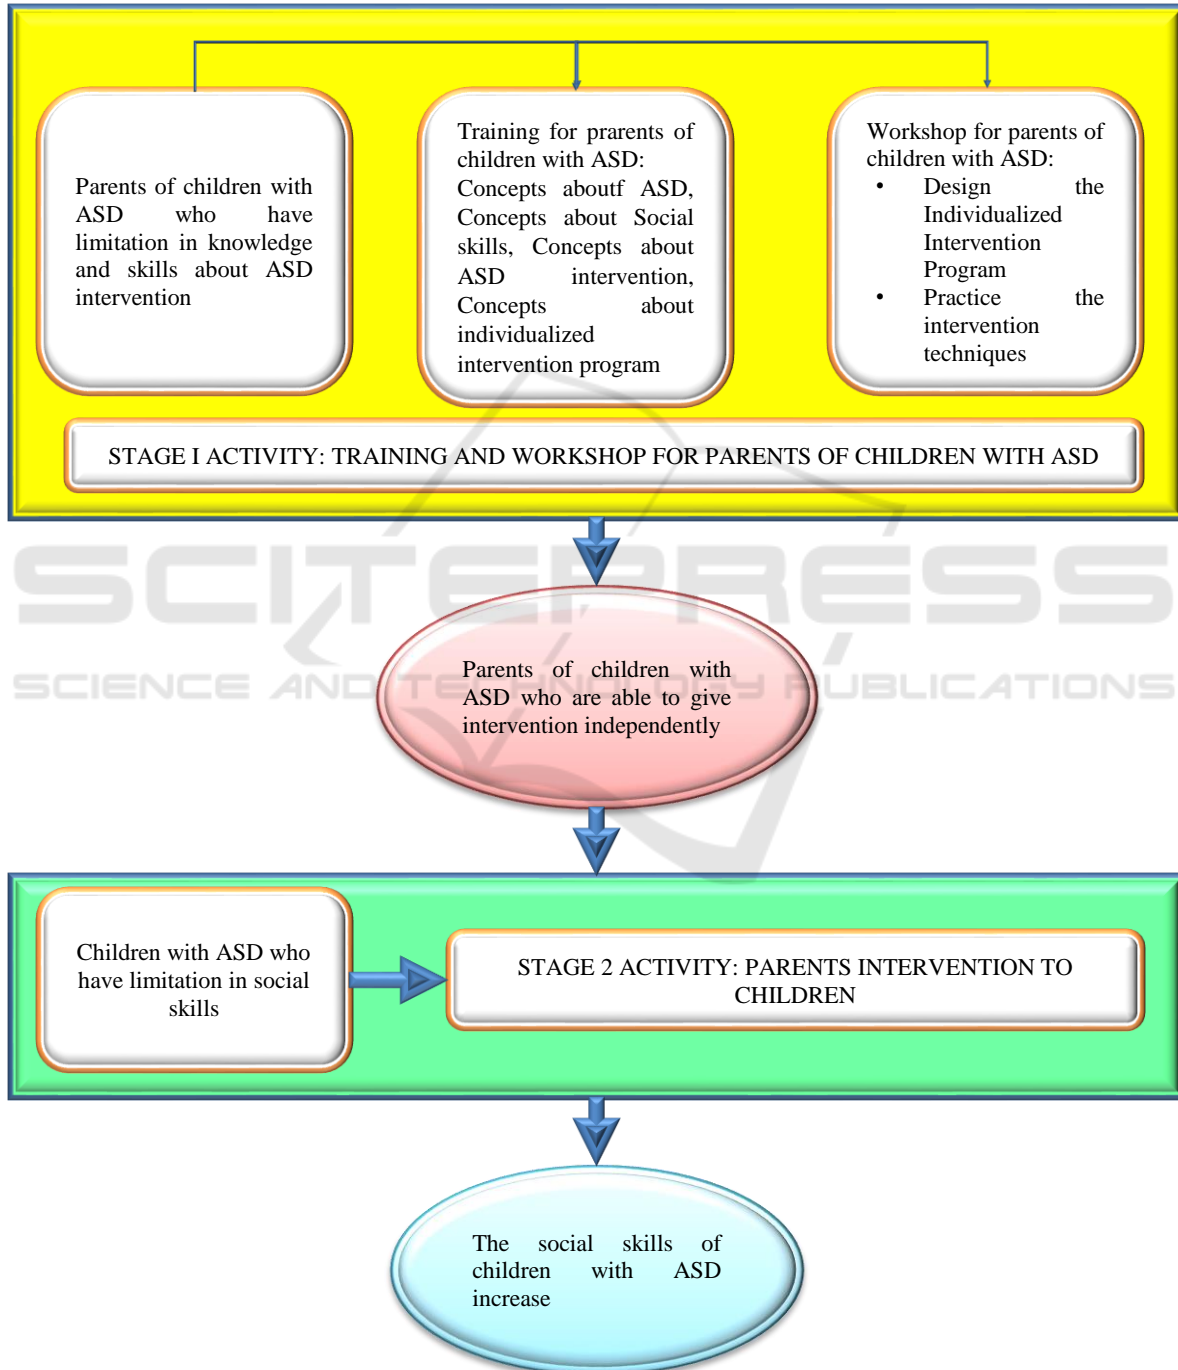 Parents of children with
ASD who have
limitation in knowledge
and skills about ASD
intervention
Training for prarents of
children with ASD:
Concepts aboutf ASD,
Concepts about Social
skills, Concepts about
ASD intervention,
Concepts about
individualized
intervention program
Workshop for parents of
children with ASD:
• Design the
Individualized
Intervention
Program
• Practice the
intervention
techniques
STAGE I ACTIVITY: TRAINING AND WORKSHOP FOR PARENTS OF CHILDREN WITH ASD
SCITEPRESS
SCIENCE AND TECHNOLOGY PUBLICATIONS
Parents of children with
ASD who are able to give
intervention independently
Children with ASD who
have limitation in social
skills
STAGE 2 ACTIVITY: PARENTS INTERVENTION TO
CHILDREN
The social skills of
children with ASD
increase